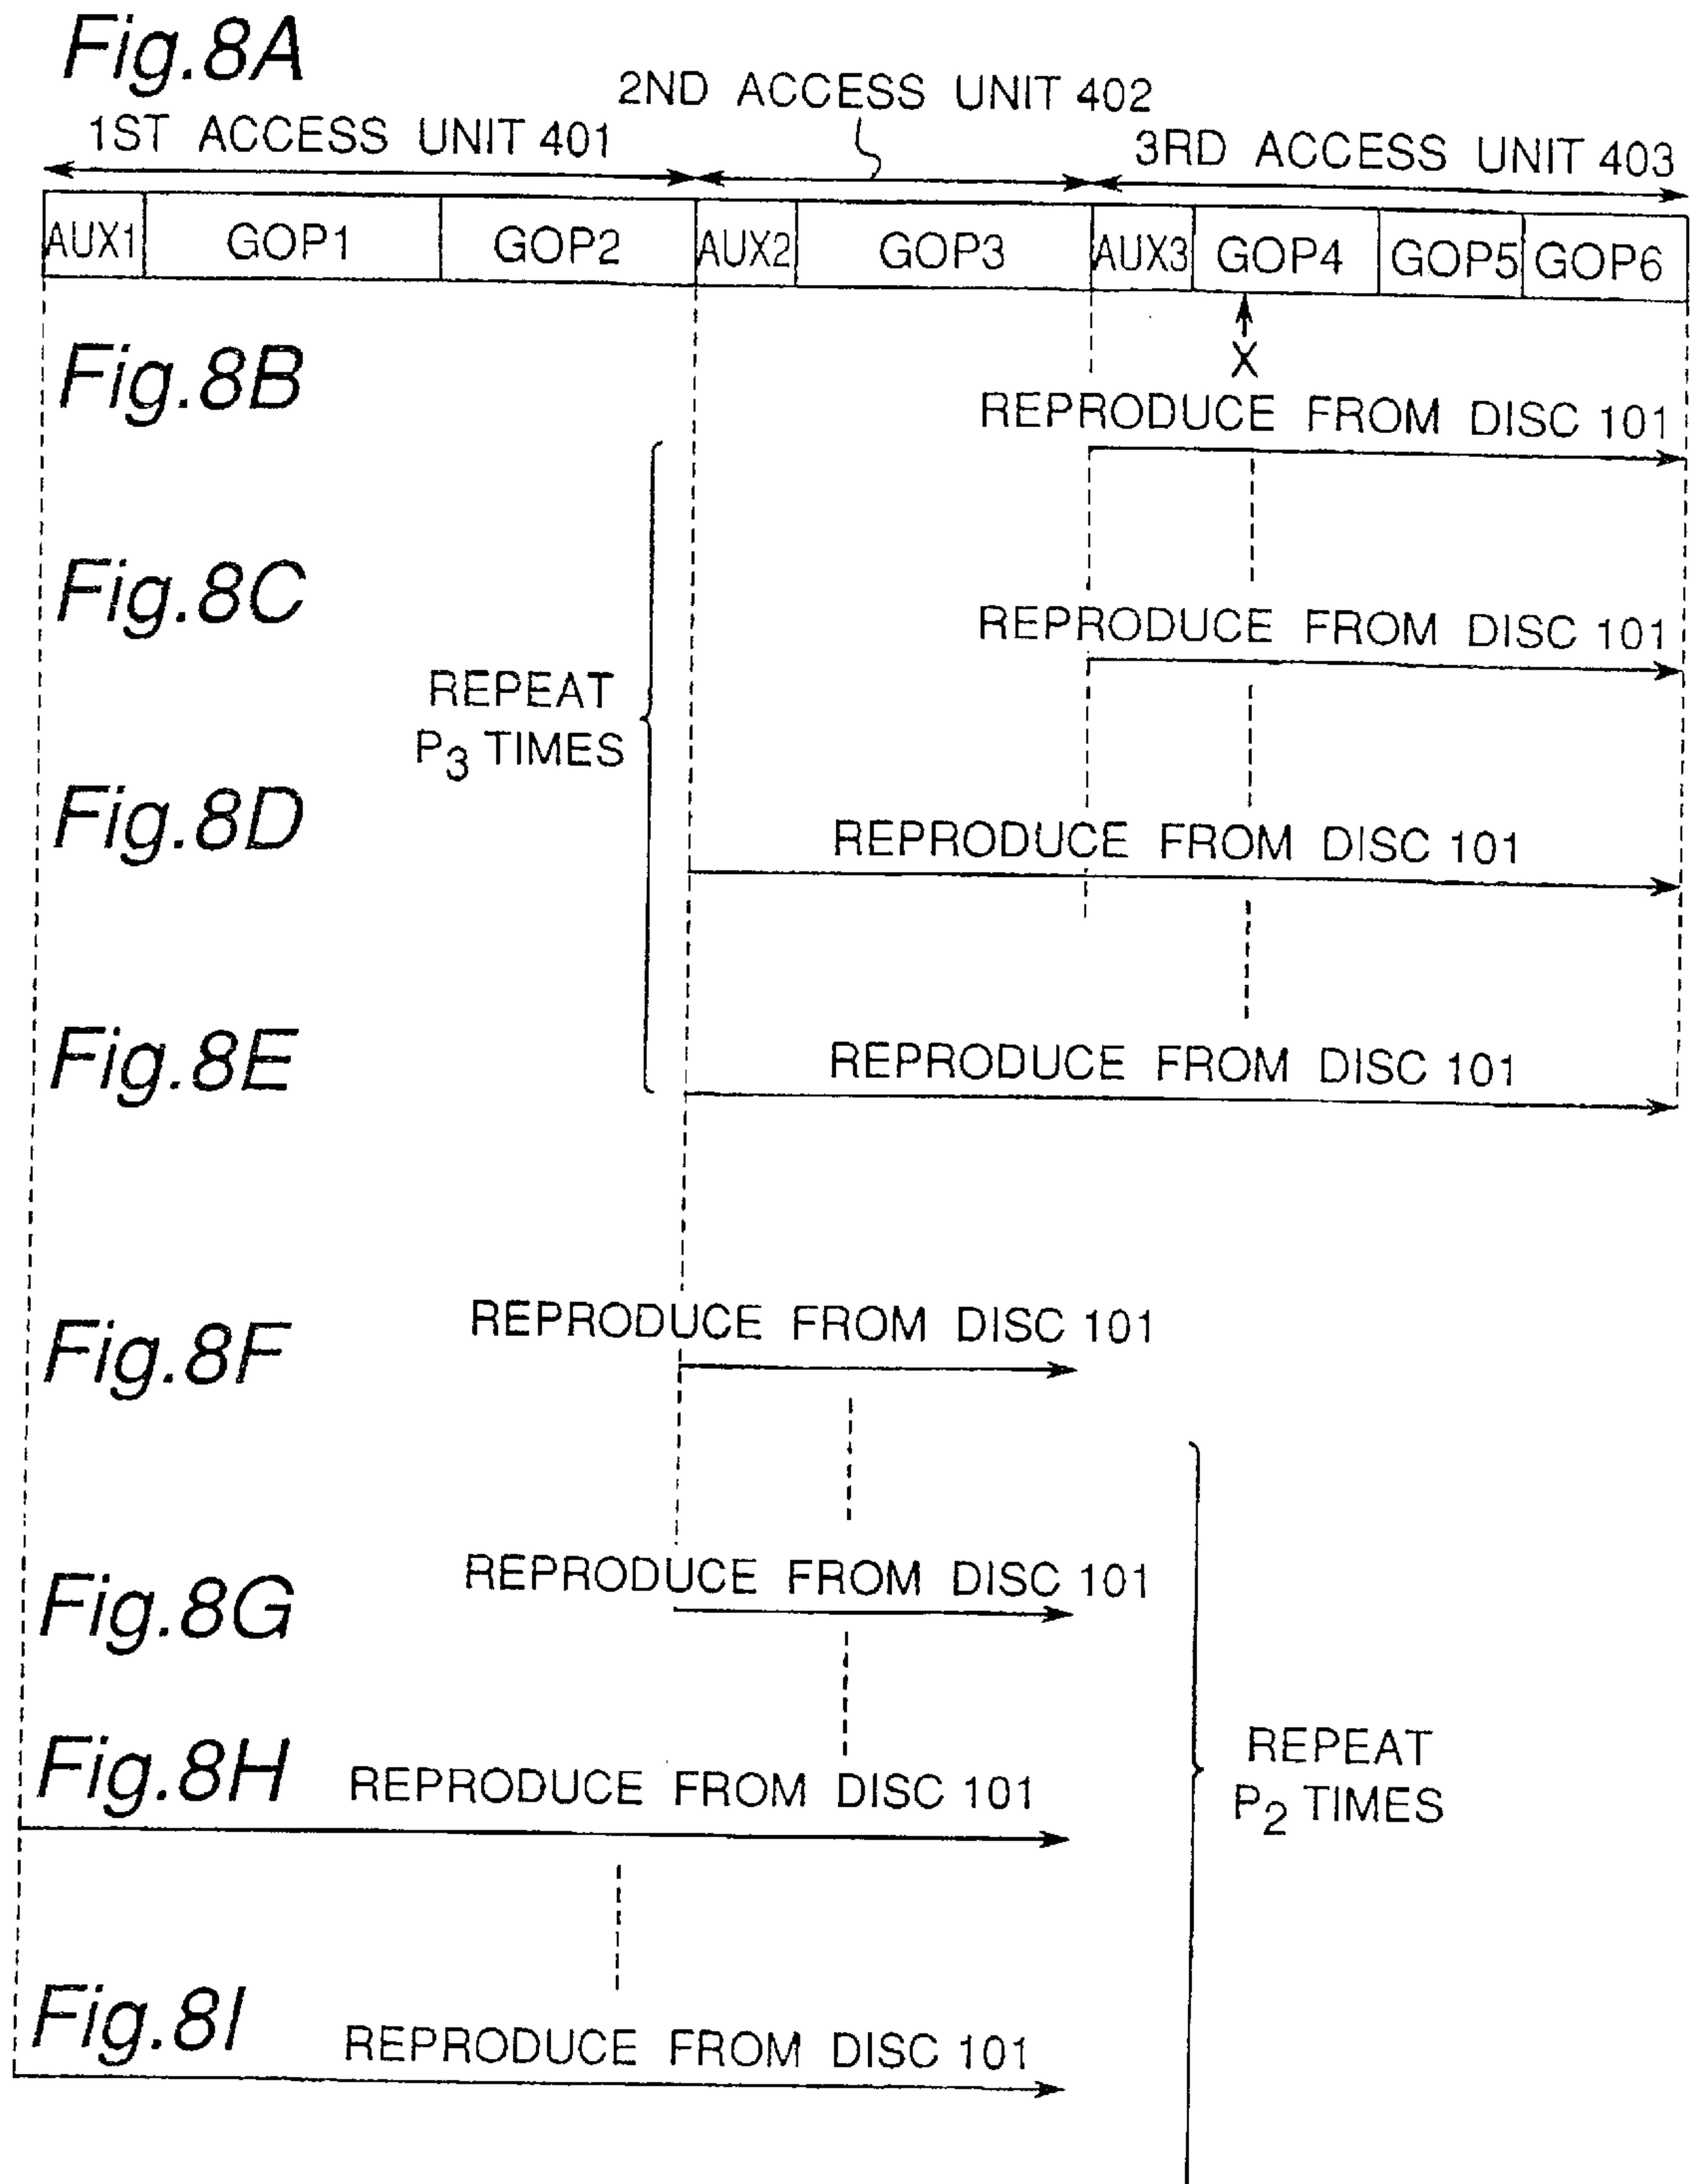 Fig.8A
2ND ACCESS UNIT 402
1ST ACCESS UNIT 401
3RD ACCESS UNIT 403
AUX1 GOP1 GOP2 AUX2 GOP3 AUX3 GOP4 GOP5 GOP6
X
Fig.8B
REPRODUCE FROM DISC 101
Fig.8C
REPRODUCE FROM DISC 101
REPEAT
P3 TIMES
Fig.8D
REPRODUCE FROM DISC 101
Fig.8E
REPRODUCE FROM DISC 101
Fig.8F
REPRODUCE FROM DISC 101
Fig.8G
REPRODUCE FROM DISC 101
Fig.8H
REPRODUCE FROM DISC 101
REPEAT
P2 TIMES
Fig.8I
REPRODUCE FROM DISC 101